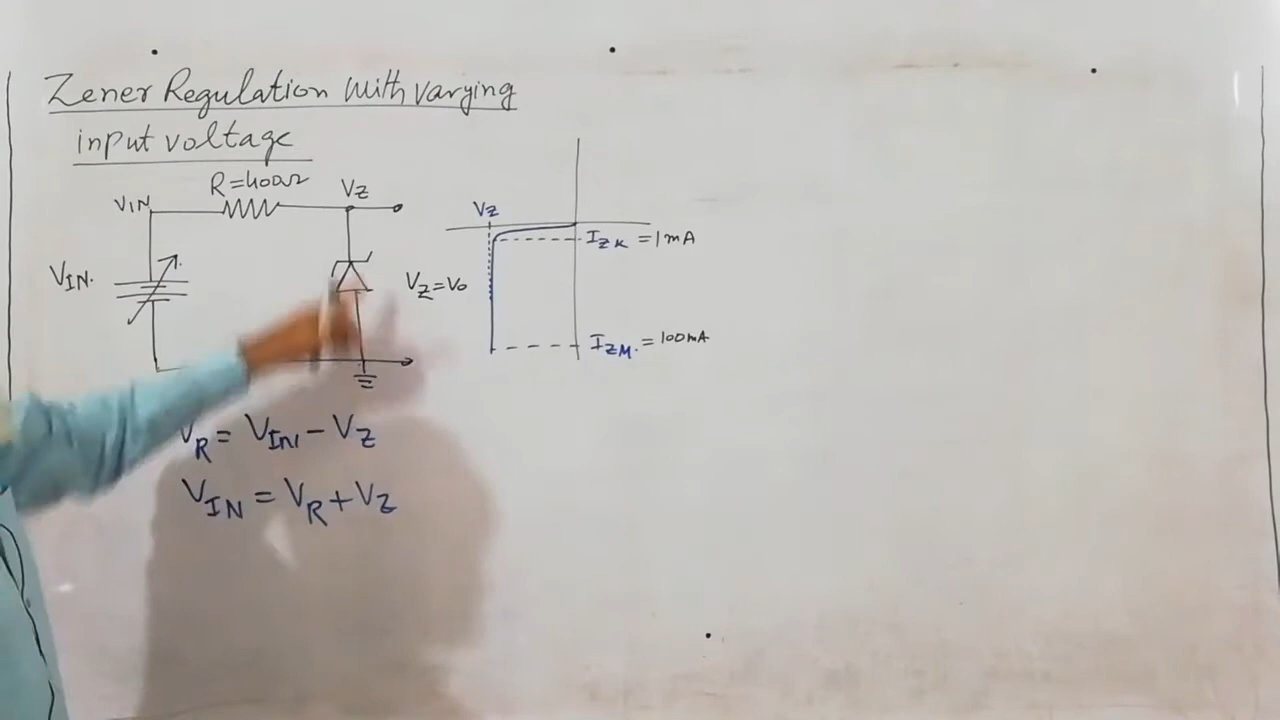 Zener Regulation with varying
input voltage
R=400Ω
VIN
VZ
VIN.
VZ=Vo
VZ
IZK = 1mA
IZM. = 100mA
VR = VIn1 - VZ
VIN = VR + VZ